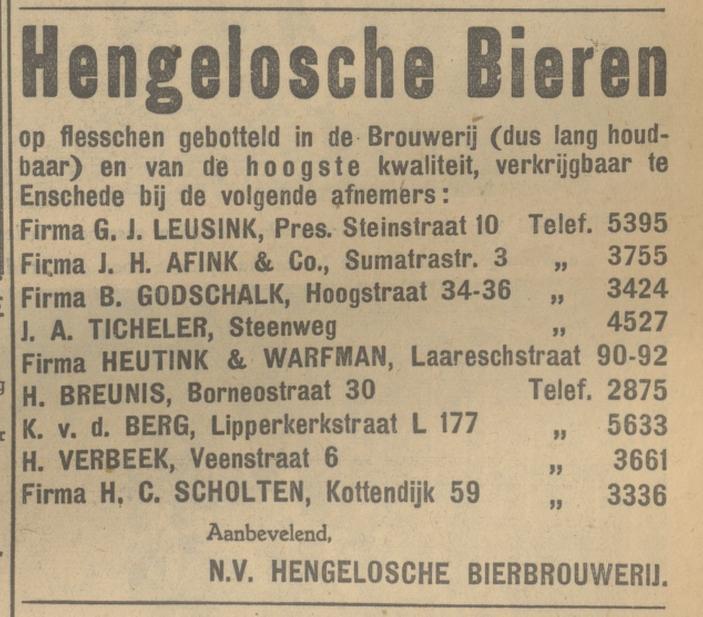 Hengelosche Bieren
op flesschen gebotteld in de Brouwerij (dus lang houd-
baar) en van de hoogste kwaliteit, verkrijgbaar te
Enschede bij de volgende afnemers:
Firma G. J. LEUSINK, Pres. Steinstraat 10 Telef. 5395
Firma J. H. AFINK & Co., Sumatrastr. 3 „ 3755
Firma B. GODSCHALK, Hoogstraat 34-36 „ 3424
J. A. TICHELER, Steenweg „ 4527
Firma HEUTINK & WARFMAN, Laareschstraat 90-92
H. BREUNIS, Borneostraat 30 Telef. 2875
K. v. d. BERG, Lipperkerkstraat L 177 „ 5633
H. VERBEEK, Veenstraat 6 „ 3661
Firma H. C. SCHOLTEN, Kottendijk 59 „ 3336
Aanbevelend,
N.V. HENGELOSCHE BIERBROUWERIJ.